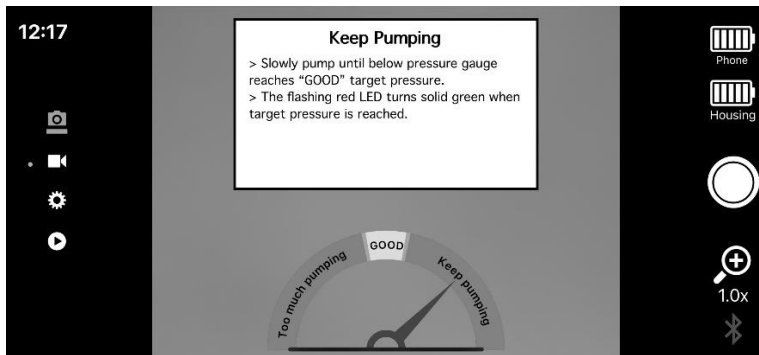 12:17
Keep Pumping
> Slowly pump until below pressure gauge
reaches “GOOD” target pressure.
> The flashing red LED turns solid green when
target pressure is reached.
Phone
Housing
Too much pumping
GOOD
Keep pumping
1.0x